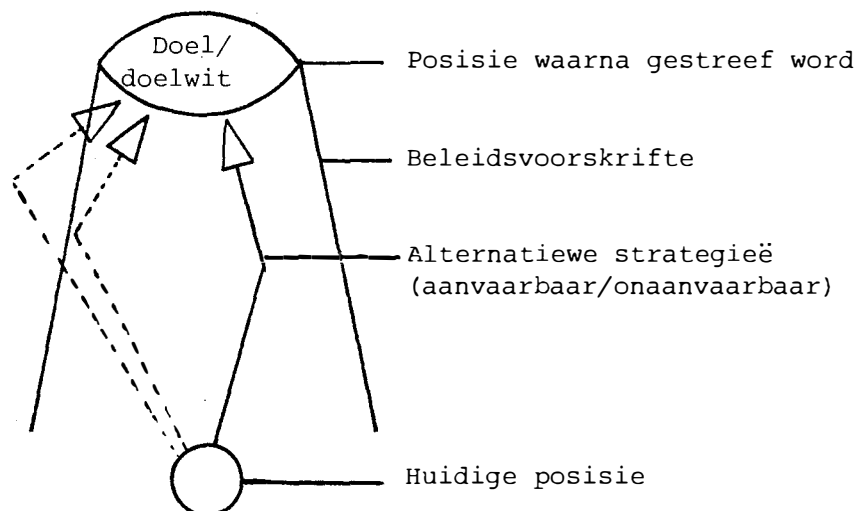 Doel/
doelwit
Posisie waarna gestreef word
Beleidsvoorskrifte
Alternatiewe strategieë
(aanvaarbaar/onaanvaarbaar)
Huidige posisie